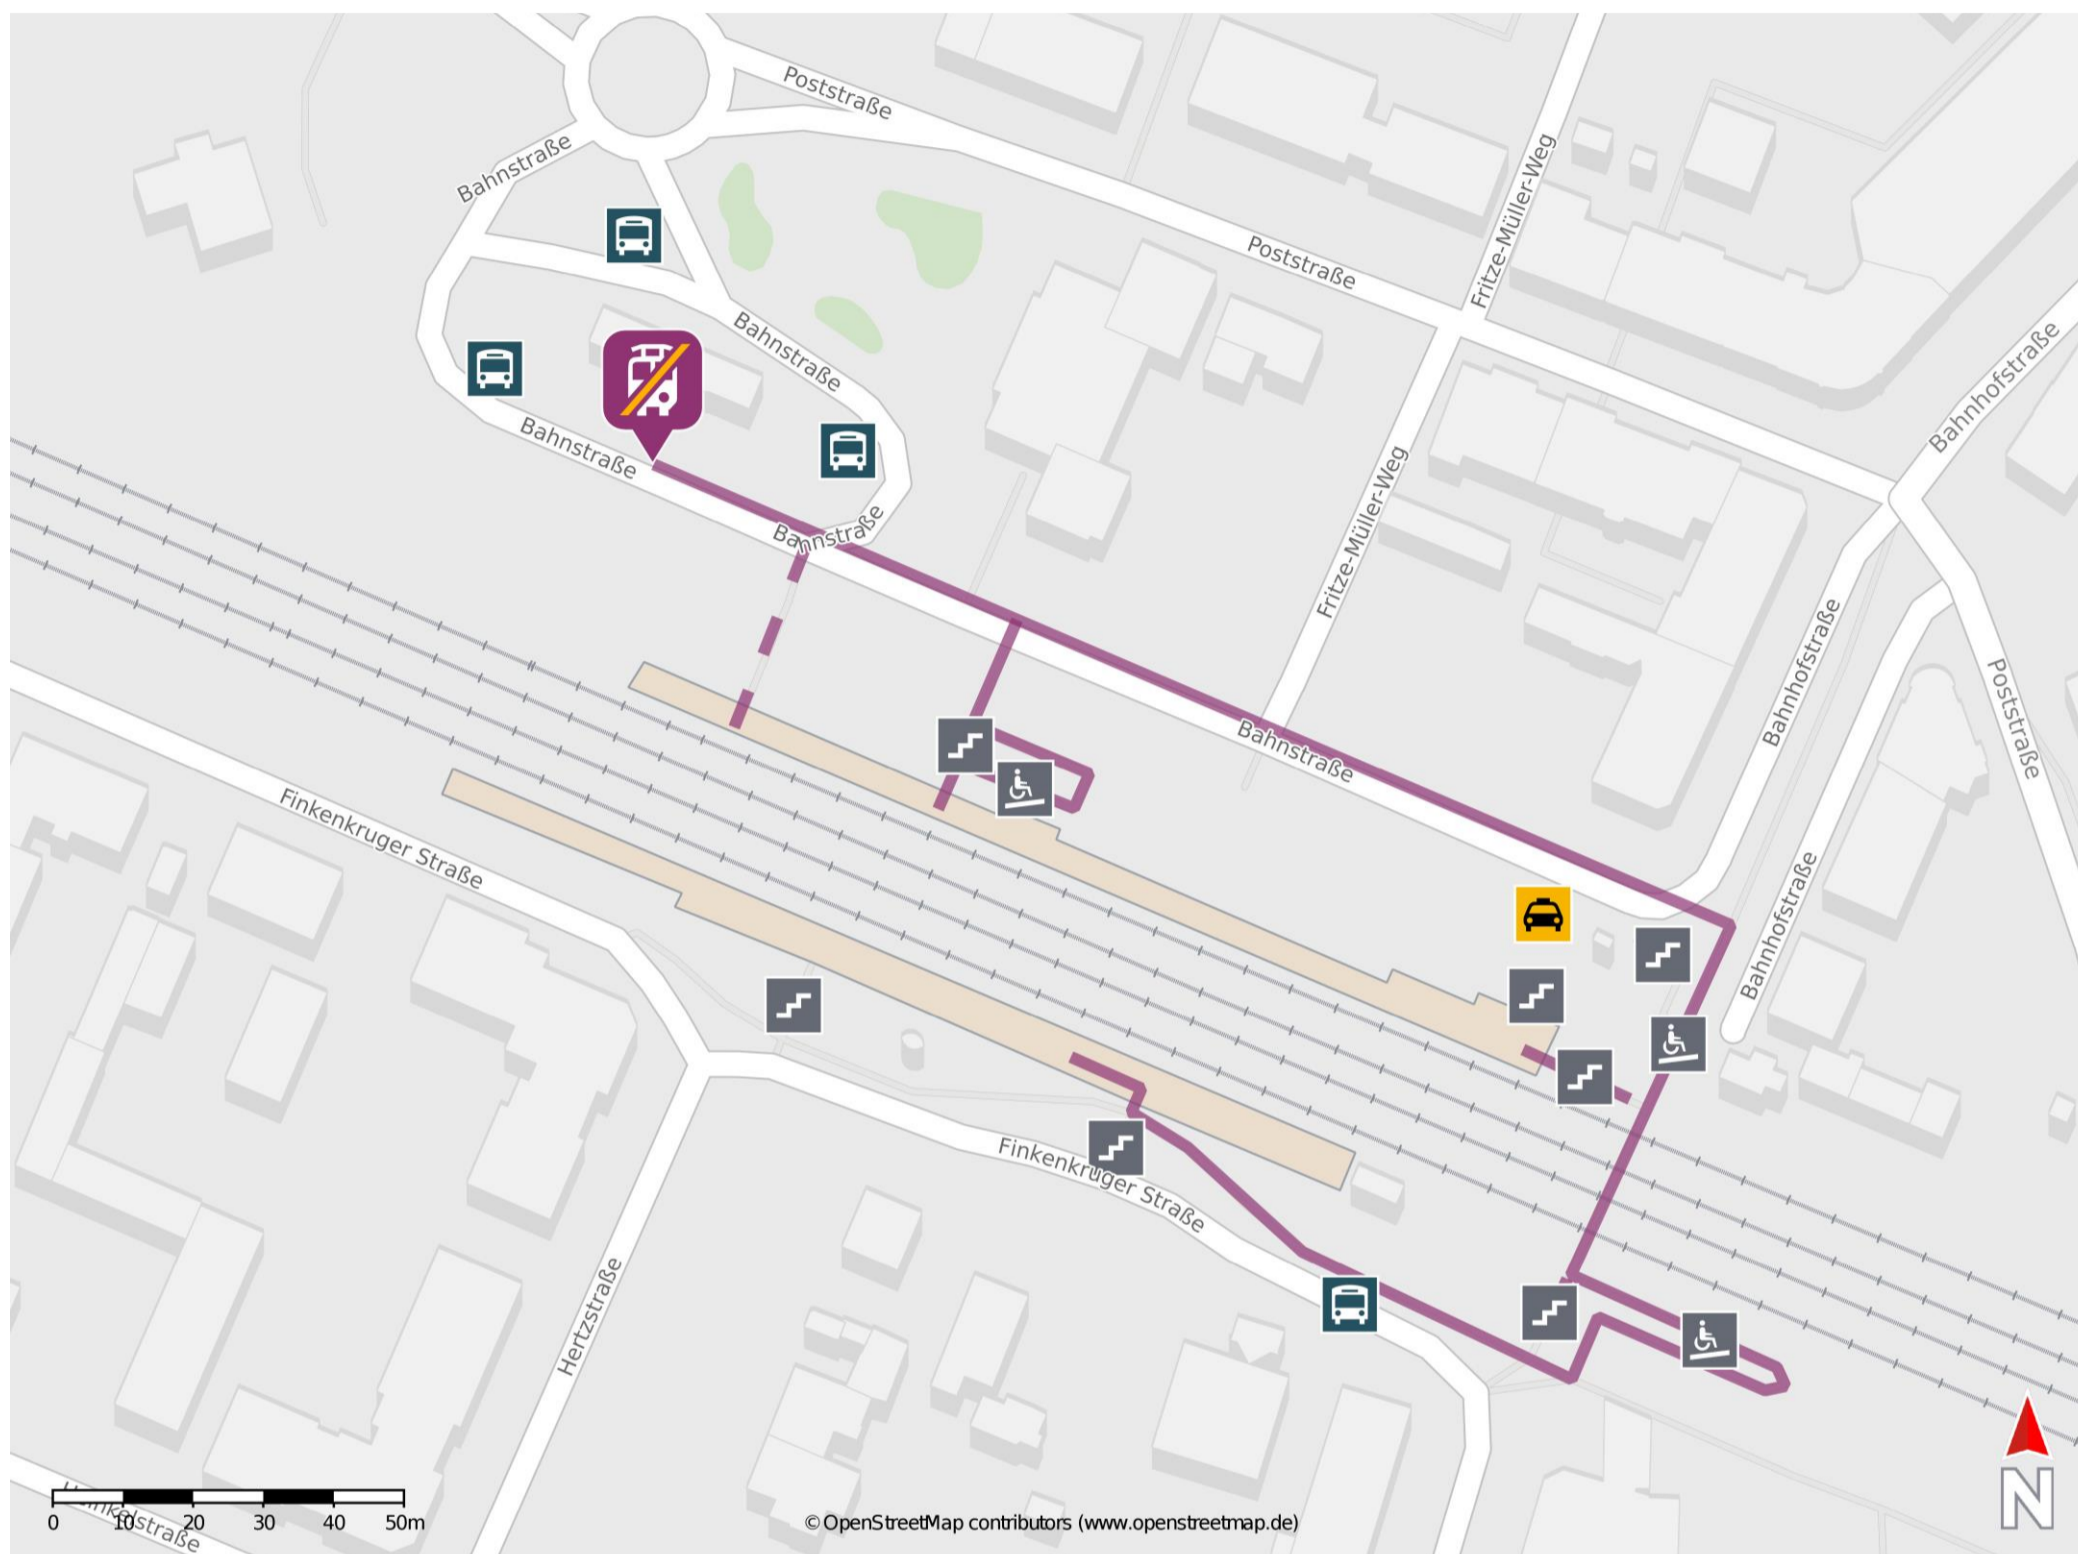 Poststraße
Bahnstraße
Fritze-Müller-Weg
Poststraße
Bahnstraße
Bahnhofstraße
Bahnstraße
Fritze-Müller-Weg
Bahnstraße
Bahnhofstraße
Poststraße
Bahnstraße
Finkenkruger Straße
Bahnhofstraße
Finkenkruger Straße
Hertzstraße
Heinkelstraße
0 10 20 30 40 50m
© OpenStreetMap contributors (www.openstreetmap.de)
N